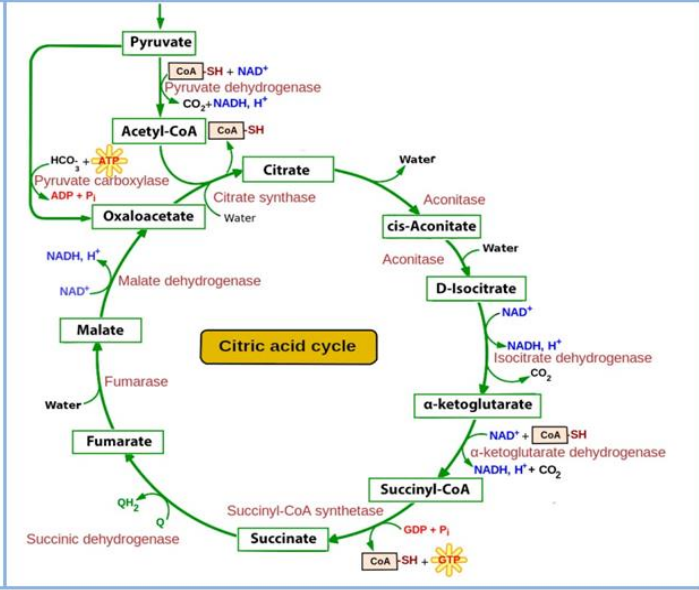 Pyruvate
CoA -SH + NAD⁺
Pyruvate dehydrogenase
CO₂+NADH, H⁺
Acetyl-CoA
CoA -SH
HCO₃⁻ + ATP
Pyruvate carboxylase
ADP + Pᵢ
Citrate
Water
Citrate synthase
Water
Oxaloacetate
Aconitase
cis-Aconitate
Water
Aconitase
D-Isocitrate
NAD⁺
NADH, H⁺
Isocitrate dehydrogenase
CO₂
NADH, H⁺
NAD⁺
Malate dehydrogenase
Malate
Citric acid cycle
Fumarase
Water
Fumarate
α-ketoglutarate
NAD⁺ + CoA -SH
α-ketoglutarate dehydrogenase
NADH, H⁺ + CO₂
Succinyl-CoA
Succinyl-CoA synthetase
GDP + Pᵢ
CoA -SH + GTP
Succinate
QH₂
Q
Succinic dehydrogenase